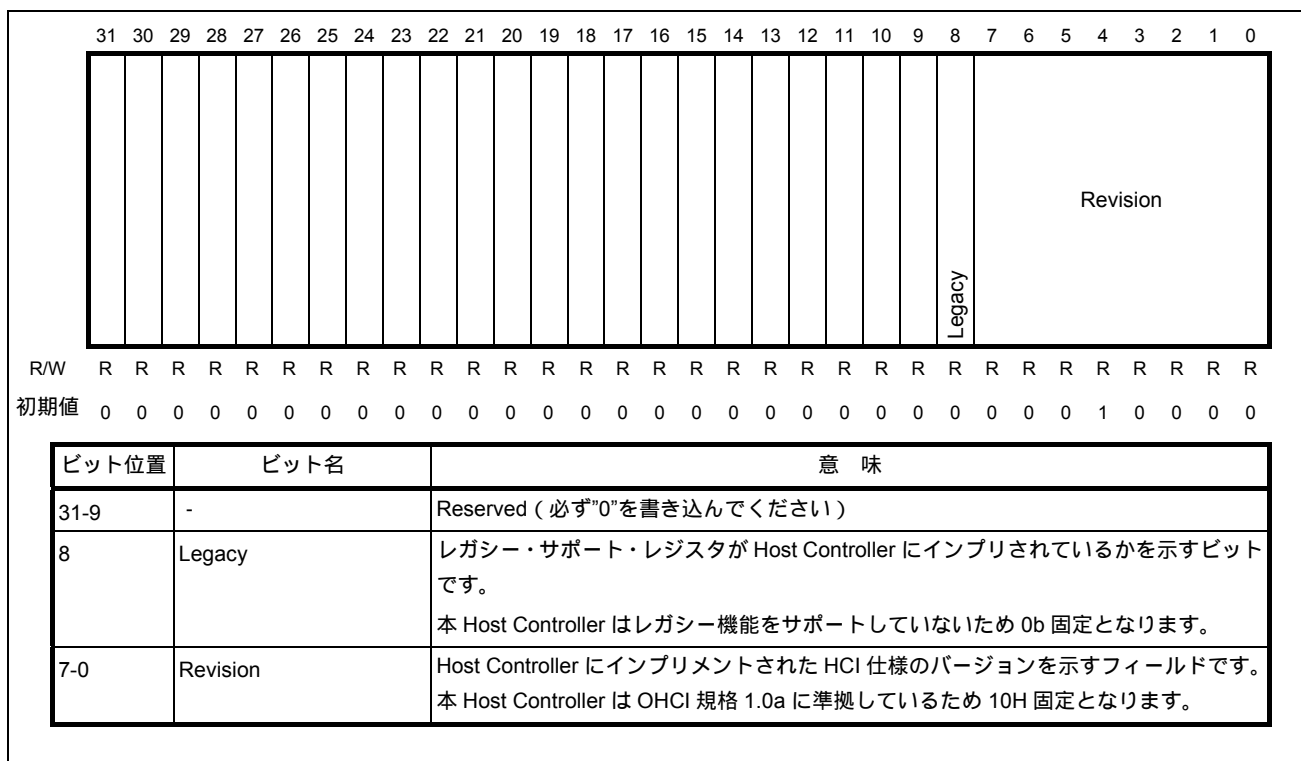 31 30 29 28 27 26 25 24 23 22 21 20 19 18 17 16 15 14 13 12 11 10 9 8 7 6 5 4 3 2 1 0
Legacy
Revision
R/W R R R R R R R R R R R R R R R R R R R R R R R R R R R R R R R R
初期値 0 0 0 0 0 0 0 0 0 0 0 0 0 0 0 0 0 0 0 0 0 0 0 0 0 0 0 1 0 0 0 0
ビット位置 ビット名 意 味
31-9 - Reserved(必ず"0"を書き込んでください)
8 Legacy レガシー・サポート・レジスタが Host Controller にインプリされているかを示すビット
です。
本 Host Controller はレガシー機能をサポートしていないため 0b 固定となります。
7-0 Revision Host Controller にインプリメントされた HCI 仕様のバージョンを示すフィールドです。
本 Host Controller は OHCI 規格 1.0a に準拠しているため 10H 固定となります。